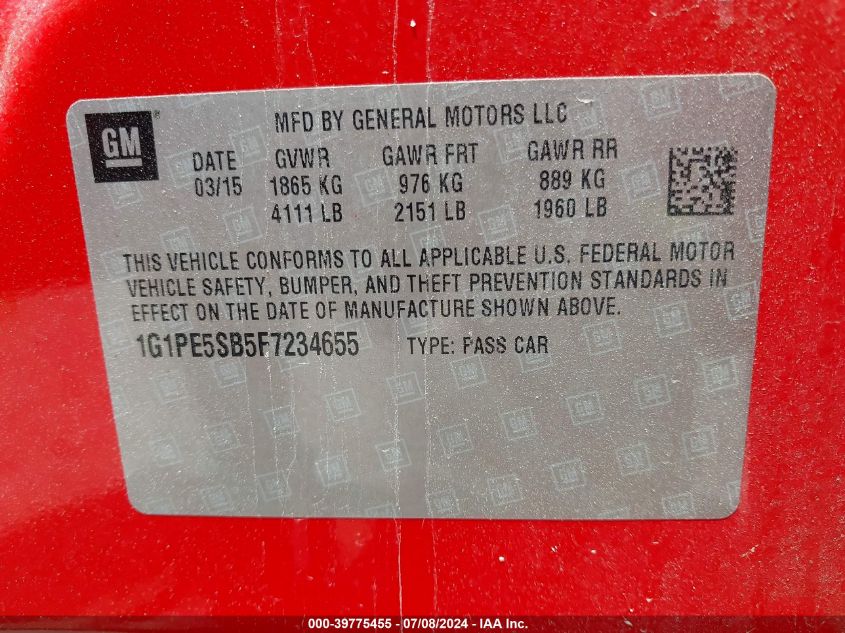 GM
MFD BY GENERAL MOTORS LLC
DATE GVWR GAWR FRT GAWR RR
03/15 1865 KG 976 KG 889 KG
4111 LB 2151 LB 1960 LB
THIS VEHICLE CONFORMS TO ALL APPLICABLE U.S. FEDERAL MOTOR
VEHICLE SAFETY, BUMPER, AND THEFT PREVENTION STANDARDS IN
EFFECT ON THE DATE OF MANUFACTURE SHOWN ABOVE.
1G1PE5SB5F7234655 TYPE: PASS CAR
000-39775455 - 07/08/2024 - IAA Inc.